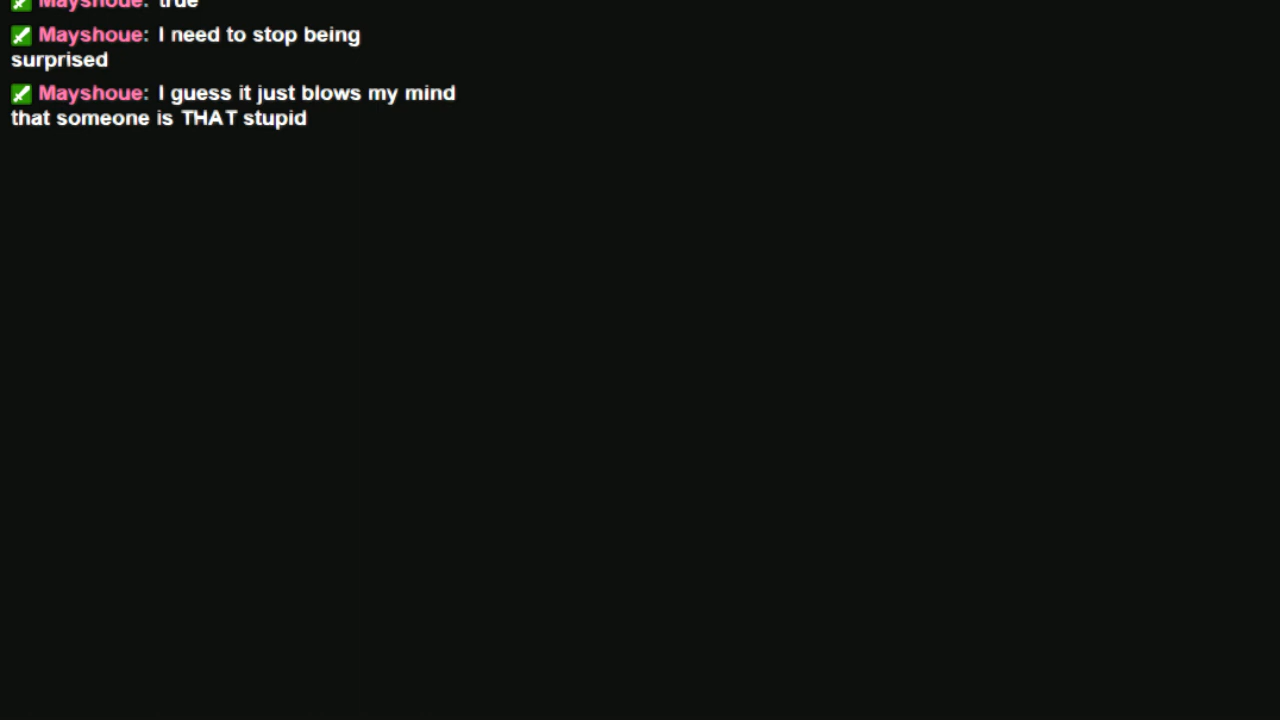 Mayshoue: true
Mayshoue: I need to stop being
surprised
Mayshoue: I guess it just blows my mind
that someone is THAT stupid